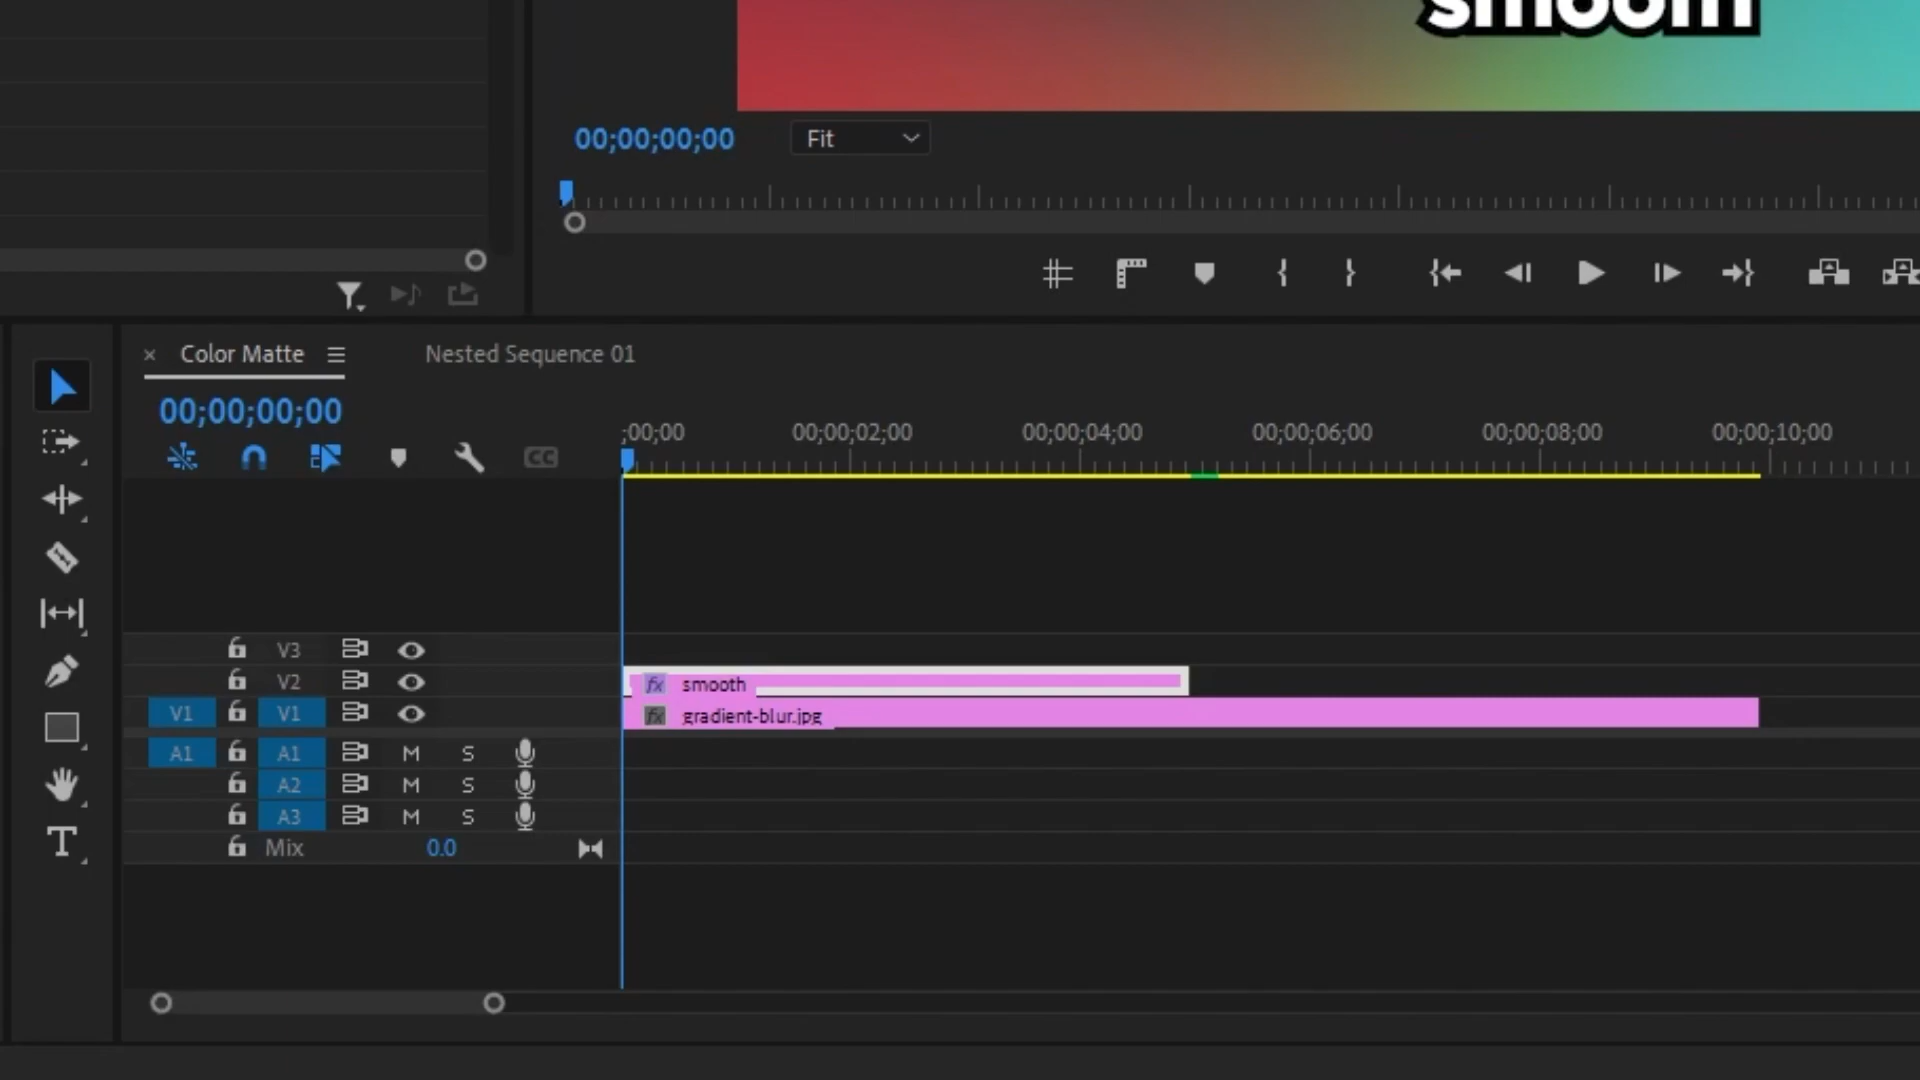 smooth
00;00;00;00
Fit
Color Matte
Nested Sequence 01
00;00;00;00
;00;00
00;00;02;00
00;00;04;00
00;00;06;00
00;00;08;00
00;00;10;00
CC
V3
V2
fx smooth
V1 V1
fx gradient-blur.jpg
A1 A1 M S
A2 M S
A3 M S
Mix 0.0